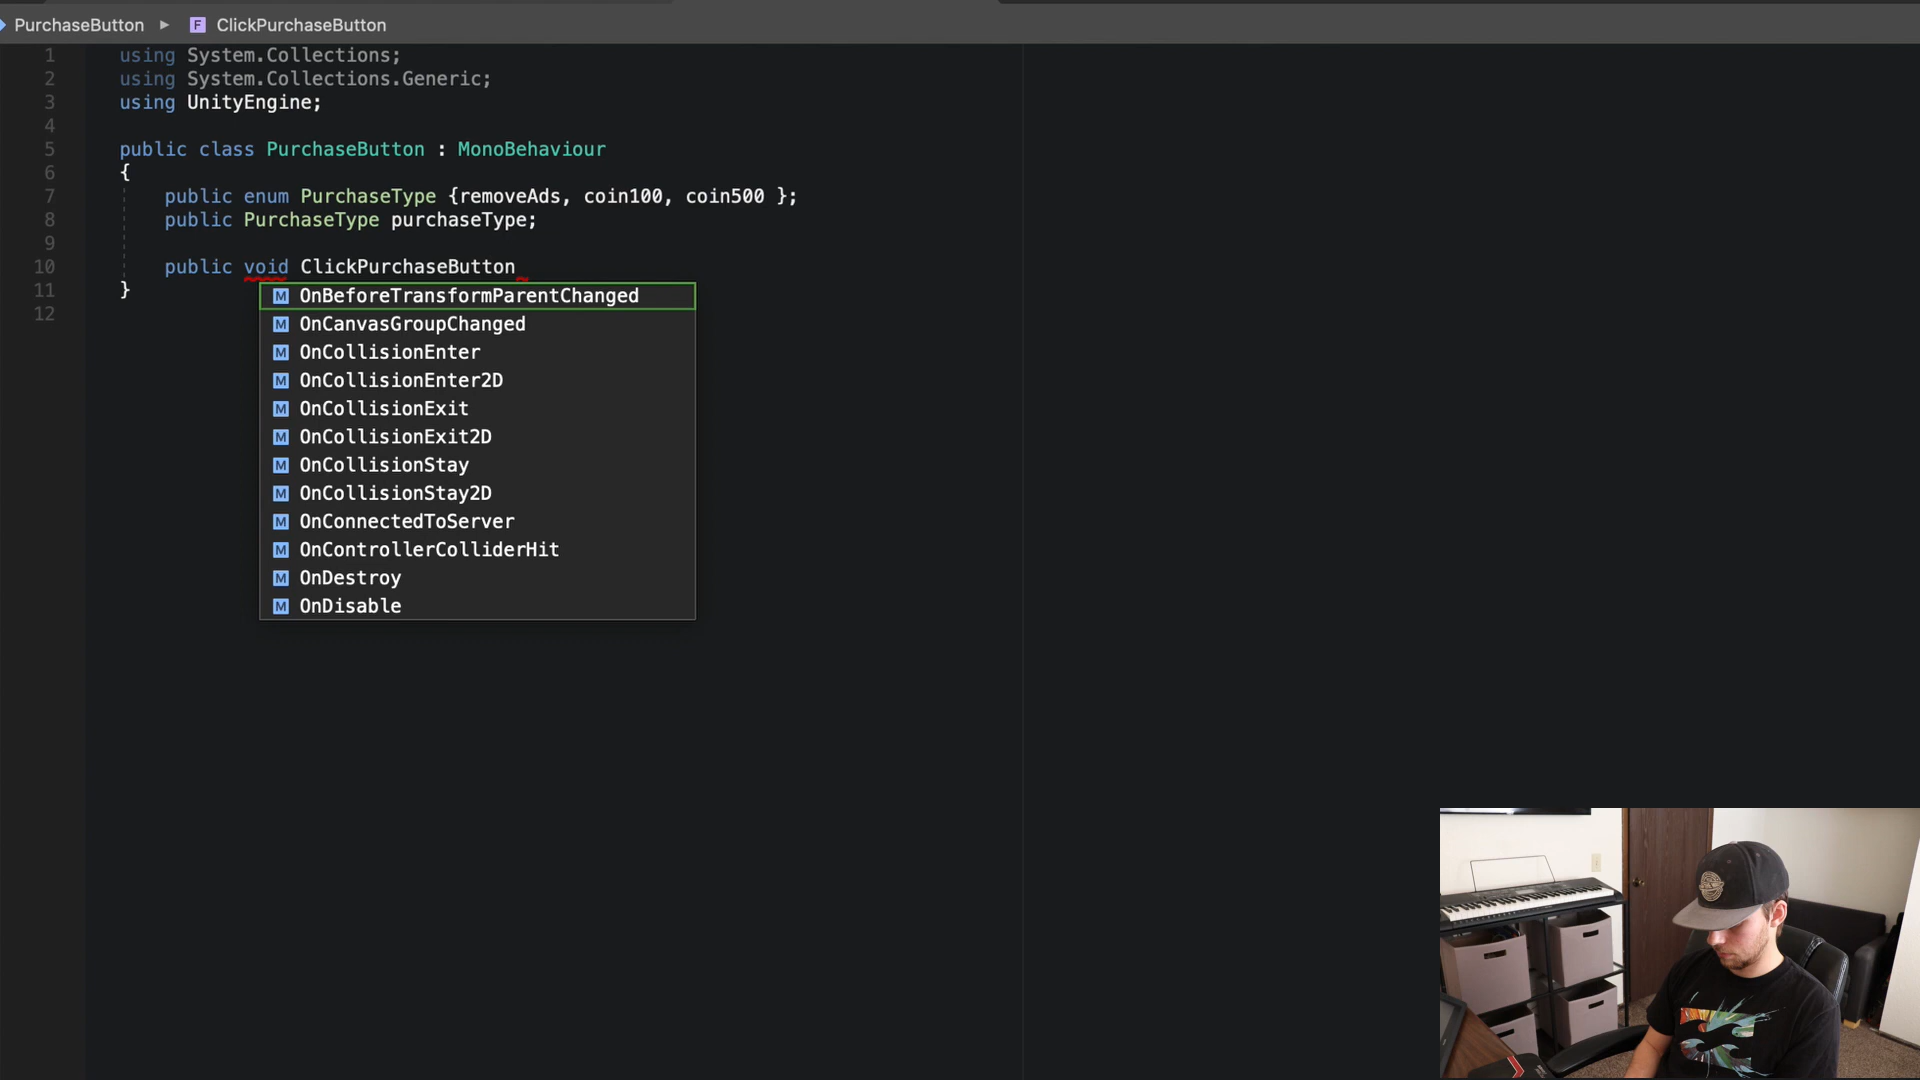 PurchaseButton ▶ F ClickPurchaseButton
1 using System.Collections;
2 using System.Collections.Generic;
3 using UnityEngine;
4
5 public class PurchaseButton : MonoBehaviour
6 {
7 public enum PurchaseType {removeAds, coin100, coin500 };
8 public PurchaseType purchaseType;
9
10 public void ClickPurchaseButton
11 }
12
M OnBeforeTransformParentChanged
M OnCanvasGroupChanged
M OnCollisionEnter
M OnCollisionEnter2D
M OnCollisionExit
M OnCollisionExit2D
M OnCollisionStay
M OnCollisionStay2D
M OnConnectedToServer
M OnControllerColliderHit
M OnDestroy
M OnDisable